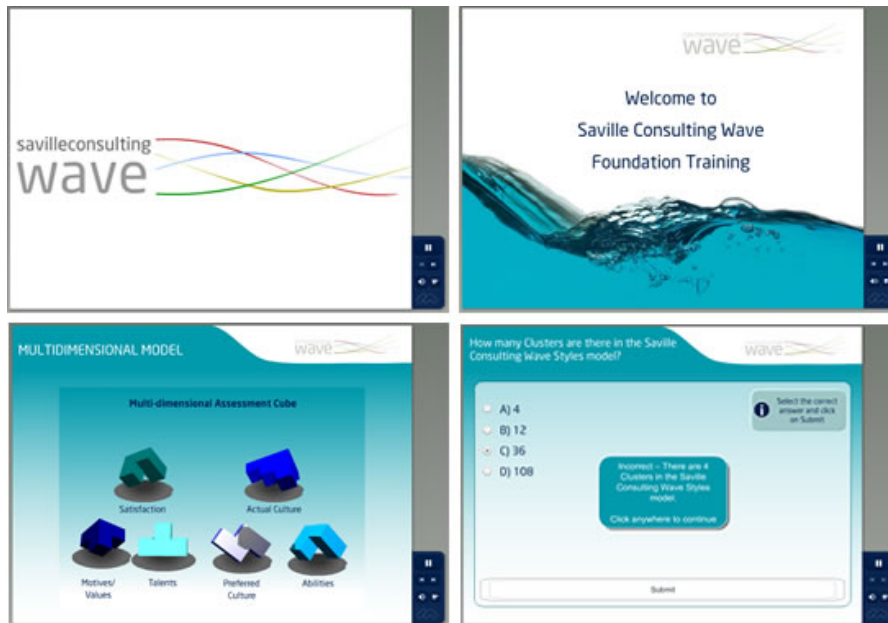 savilleconsulting
wave
savilleconsulting
wave
Welcome to
Saville Consulting Wave
Foundation Training
MULTIDIMENSIONAL MODEL
wave
Multi-dimensional Assessment Cube
Satisfaction
Actual Culture
Motives/
Values
Talents
Preferred
Culture
Abilities
How many Clusters are there in the Saville
Consulting Wave Styles model?
wave
A) 4
B) 12
C) 36
D) 108
Select the correct
answer and click
on Submit
Incorrect - There are 4
Clusters in the Saville
Consulting Wave Styles
model.
Click anywhere to continue
Submit